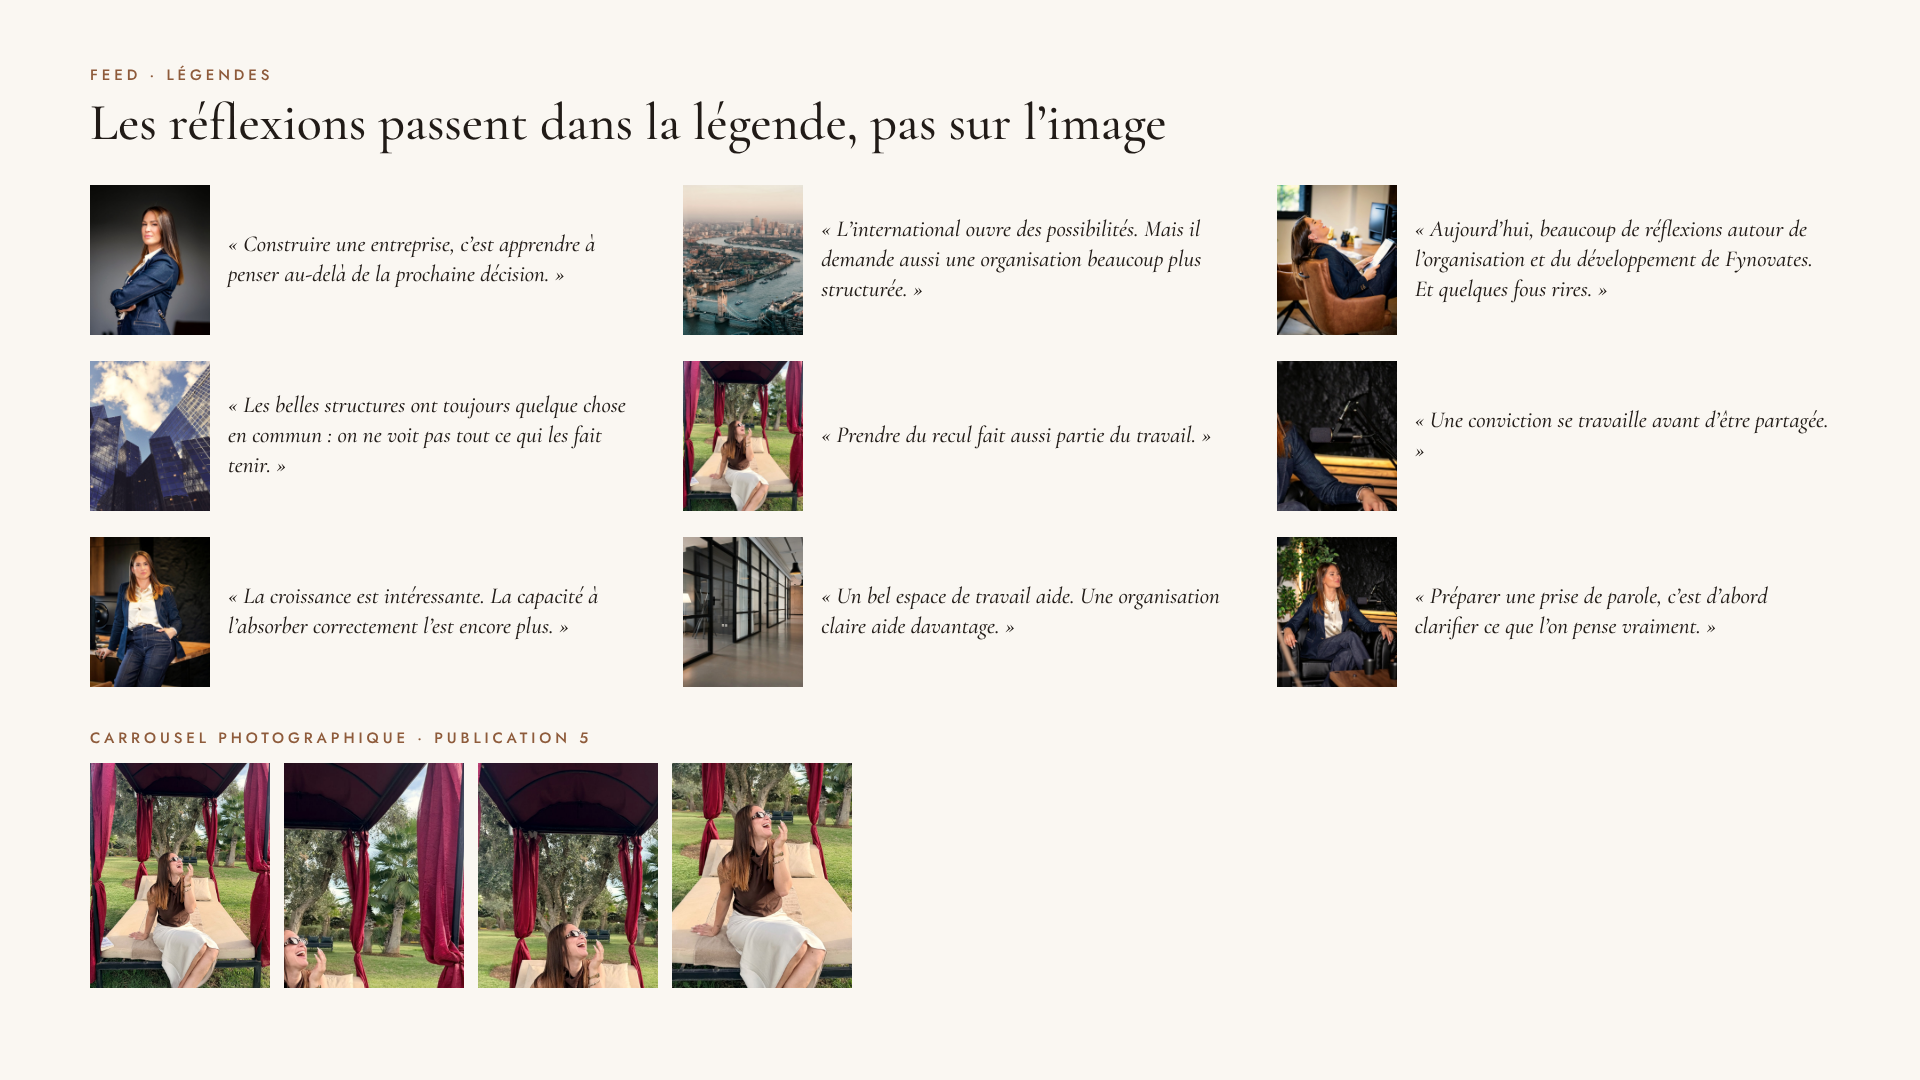 FEED · LÉGENDES
Les réflexions passent dans la légende, pas sur l’image
« Construire une entreprise, c’est apprendre à
penser au-delà de la prochaine décision. »
« L’international ouvre des possibilités. Mais il
demande aussi une organisation beaucoup plus
structurée. »
« Aujourd’hui, beaucoup de réflexions autour de
l’organisation et du développement de Fynovates.
Et quelques fous rires. »
« Les belles structures ont toujours quelque chose
en commun : on ne voit pas tout ce qui les fait
tenir. »
« Prendre du recul fait aussi partie du travail. »
« Une conviction se travaille avant d’être partagée.
»
« La croissance est intéressante. La capacité à
l’absorber correctement l’est encore plus. »
« Un bel espace de travail aide. Une organisation
claire aide davantage. »
« Préparer une prise de parole, c’est d’abord
clarifier ce que l’on pense vraiment. »
CARROUSEL PHOTOGRAPHIQUE · PUBLICATION 5